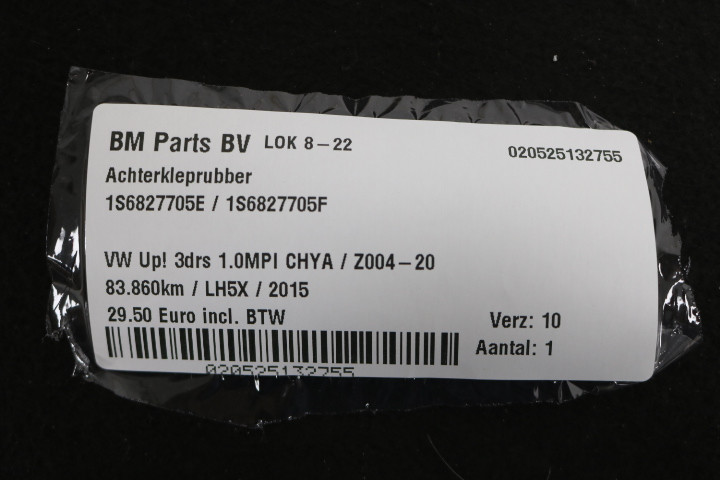 BM Parts BV LOK 8-22
020525132755
Achterkleprubber
1S6827705E / 1S6827705F
VW Up! 3drs 1.0MPI CHYA / Z004-20
83.860km / LH5X / 2015
29.50 Euro incl. BTW
Verz: 10
Aantal: 1
020525132755